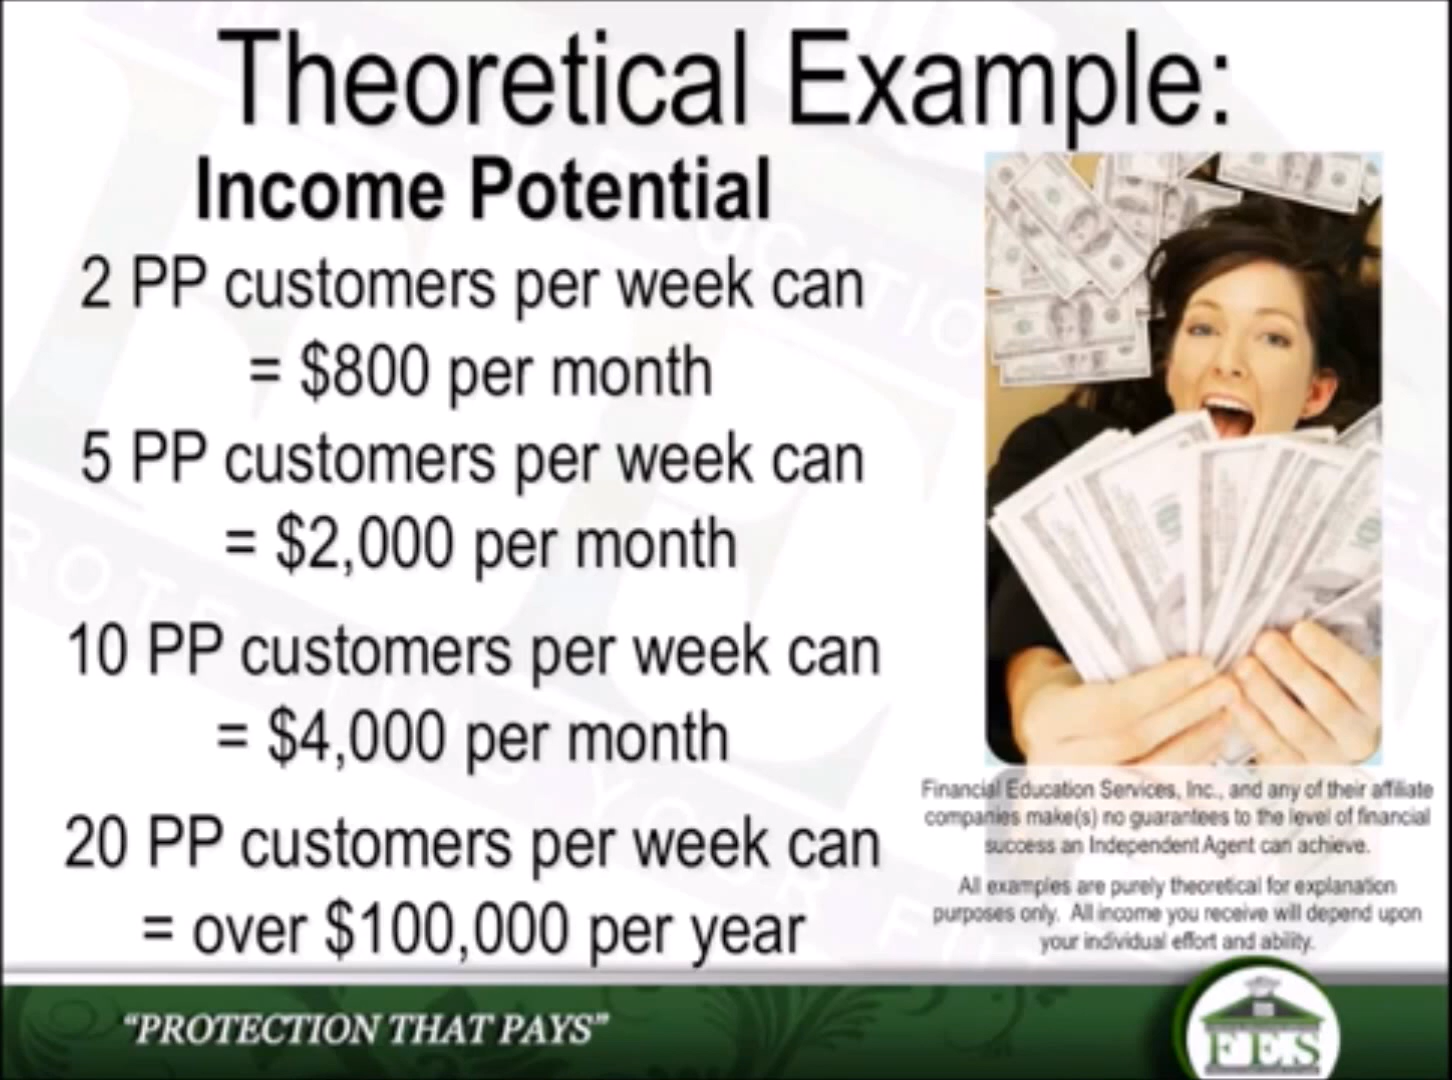 Theoretical Example:
Income Potential
2 PP customers per week can
= $800 per month
5 PP customers per week can
= $2,000 per month
10 PP customers per week can
= $4,000 per month
20 PP customers per week can
= over $100,000 per year
Financial Education Services, Inc., and any of their affiliate
companies make(s) no guarantees to the level of financial
success an Independent Agent can achieve.
All examples are purely theoretical for explanation
purposes only. All income you receive will depend upon
your individual effort and ability.
"PROTECTION THAT PAYS"
FES